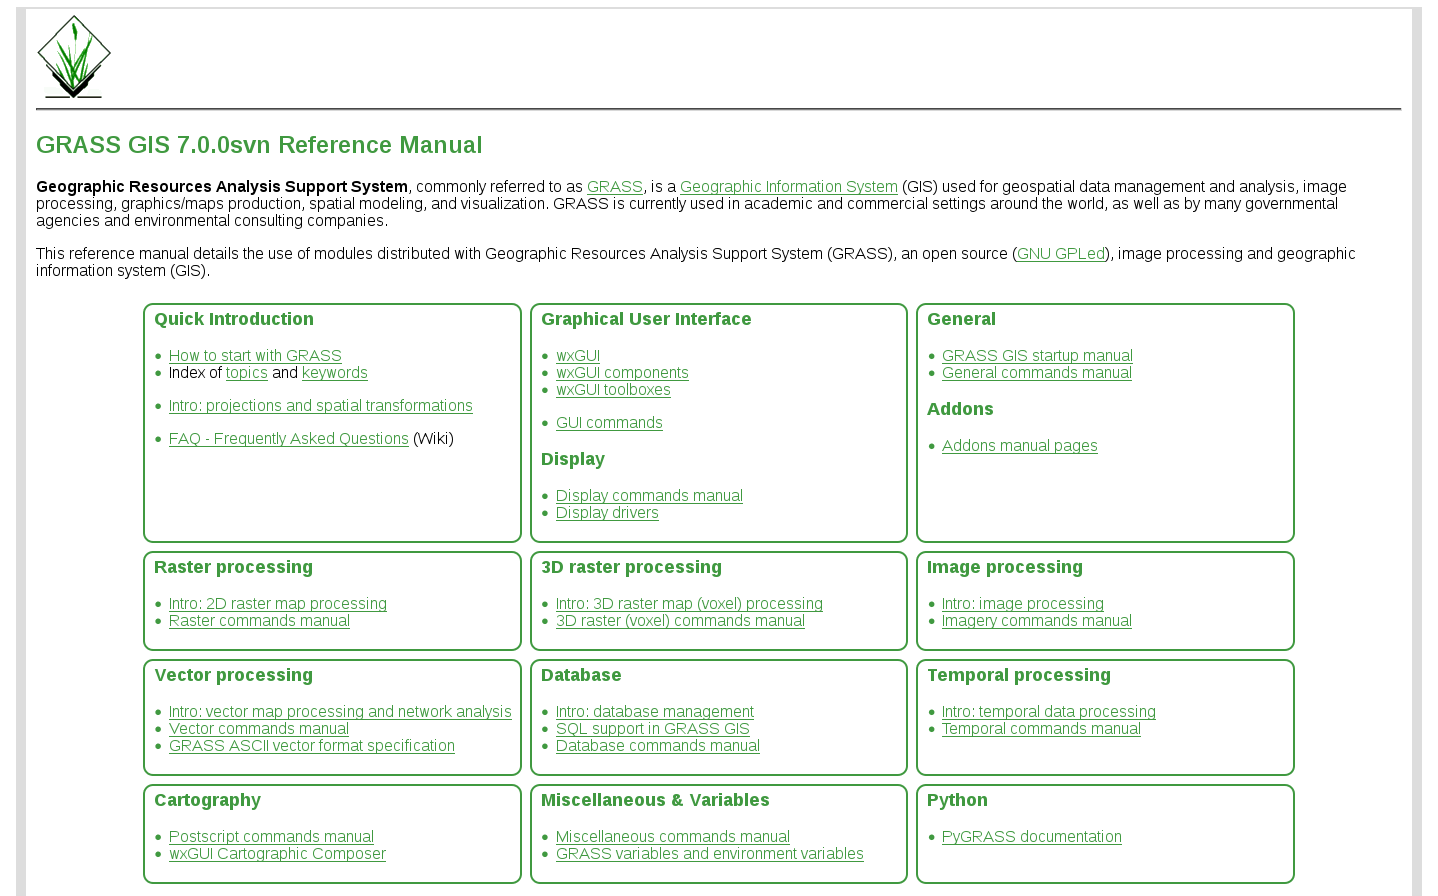 GRASS GIS 7.0.0svn Reference Manual
Geographic Resources Analysis Support System, commonly referred to as GRASS, is a Geographic Information System (GIS) used for geospatial data management and analysis, image
processing, graphics/maps production, spatial modeling, and visualization. GRASS is currently used in academic and commercial settings around the world, as well as by many governmental
agencies and environmental consulting companies.
This reference manual details the use of modules distributed with Geographic Resources Analysis Support System (GRASS), an open source (GNU GPLed), image processing and geographic
information system (GIS).
Quick Introduction
• How to start with GRASS
• Index of topics and keywords
• Intro: projections and spatial transformations
• FAQ - Frequently Asked Questions (Wiki)
Graphical User Interface
• wxGUI
• wxGUI components
• wxGUI toolboxes
• GUI commands
Display
• Display commands manual
• Display drivers
General
• GRASS GIS startup manual
• General commands manual
Addons
• Addons manual pages
Raster processing
• Intro: 2D raster map processing
• Raster commands manual
3D raster processing
• Intro: 3D raster map (voxel) processing
• 3D raster (voxel) commands manual
Image processing
• Intro: image processing
• Imagery commands manual
Vector processing
• Intro: vector map processing and network analysis
• Vector commands manual
• GRASS ASCII vector format specification
Database
• Intro: database management
• SQL support in GRASS GIS
• Database commands manual
Temporal processing
• Intro: temporal data processing
• Temporal commands manual
Cartography
• Postscript commands manual
• wxGUI Cartographic Composer
Miscellaneous & Variables
• Miscellaneous commands manual
• GRASS variables and environment variables
Python
• PyGRASS documentation